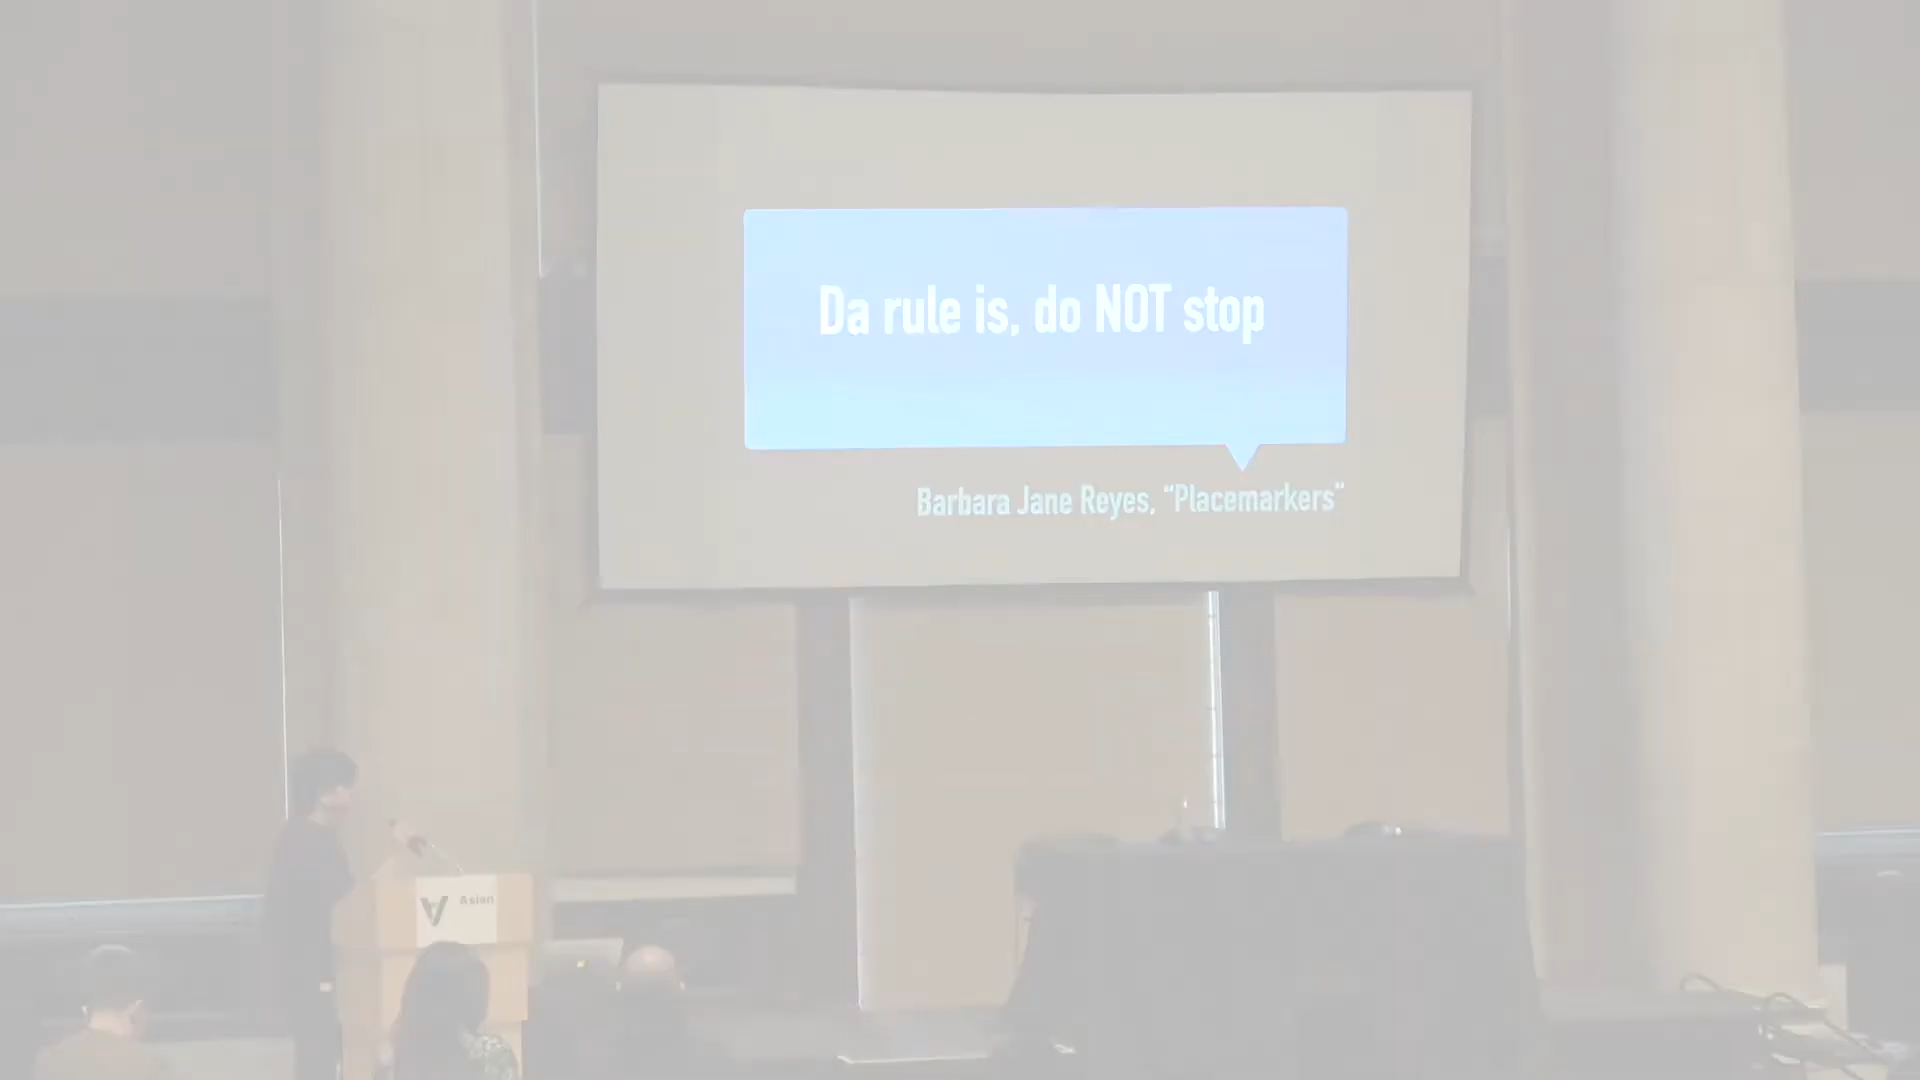 Da rule is, do NOT stop
Barbara Jane Reyes, “Placemarkers”
Asian